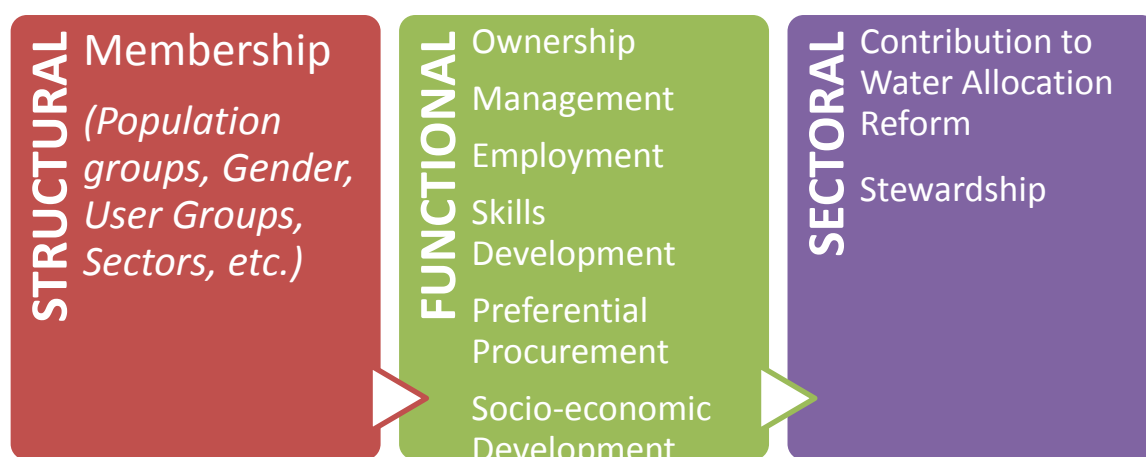 STRUCTURAL
Membership
(Population
groups, Gender,
User Groups,
Sectors, etc.)
FUNCTIONAL
Ownership
Management
Employment
Skills
Development
Preferential
Procurement
Socio-economic
Development
SECTORAL
Contribution to
Water Allocation
Reform
Stewardship